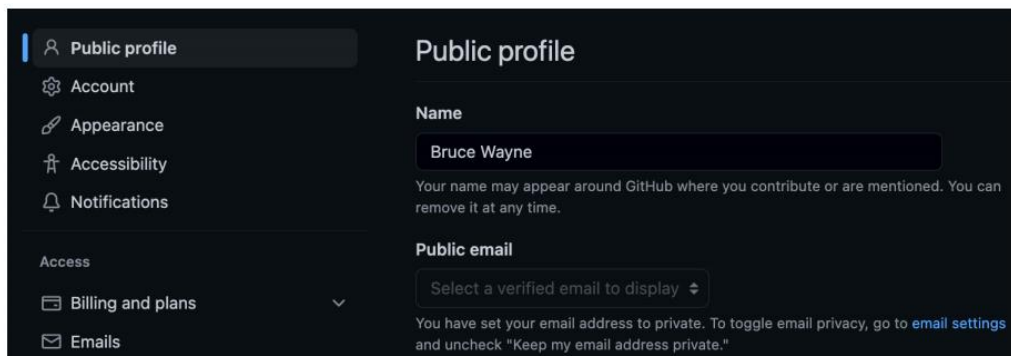 Public profile
Account
Appearance
Accessibility
Notifications
Access
Billing and plans
Emails
Public profile
Name
Bruce Wayne
Your name may appear around GitHub where you contribute or are mentioned. You can
remove it at any time.
Public email
Select a verified email to display
You have set your email address to private. To toggle email privacy, go to email settings
and uncheck "Keep my email address private."